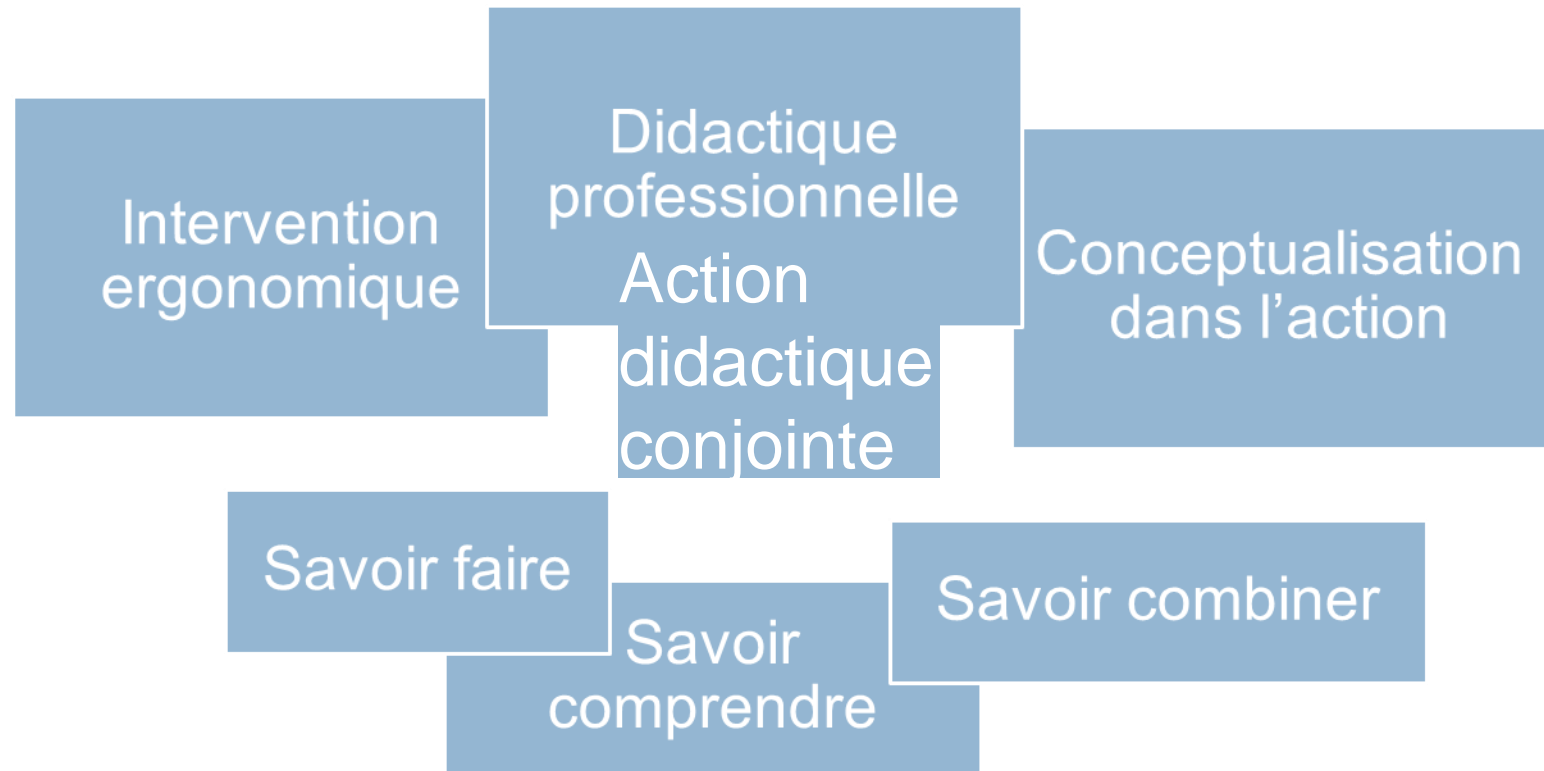 Intervention
ergonomique
Didactique
professionnelle
Action
didactique
conjointe
Conceptualisation
dans l’action
Savoir faire
Savoir
comprendre
Savoir combiner